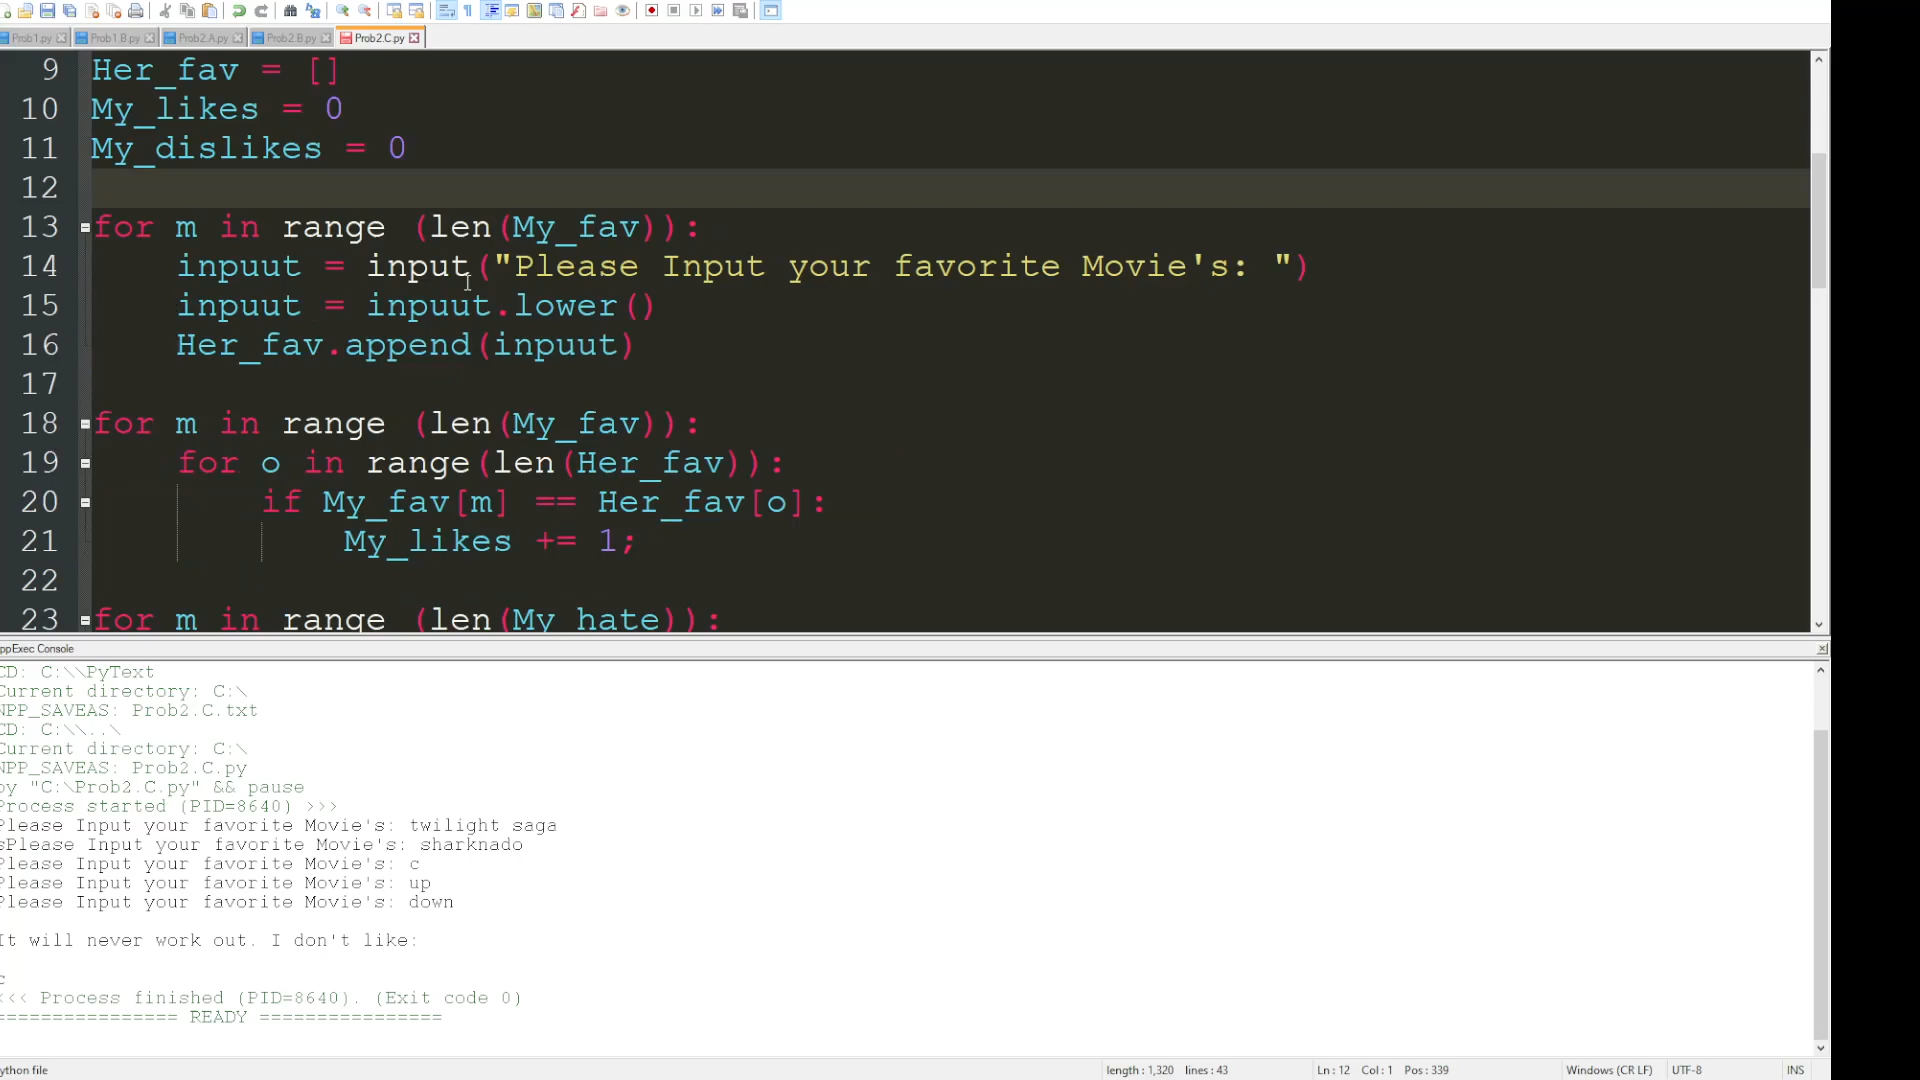 Prob1.py Prob1.B.py Prob2.A.py Prob2.B.py Prob2.C.py
9 Her_fav = []
10 My_likes = 0
11 My_dislikes = 0
12
13 for m in range (len(My_fav)):
14 inpuut = input("Please Input your favorite Movie's: ")
15 inpuut = inpuut.lower()
16 Her_fav.append(inpuut)
17
18 for m in range (len(My_fav)):
19 for o in range(len(Her_fav)):
20 if My_fav[m] == Her_fav[o]:
21 My_likes += 1;
22
23 for m in range (len(My_hate)):
ppExec Console
CD: C:\\PyText
Current directory: C:\
NPP_SAVEAS: Prob2.C.txt
CD: C:\\..\
Current directory: C:\
NPP_SAVEAS: Prob2.C.py
py "C:\Prob2.C.py" && pause
Process started (PID=8640) >>>
Please Input your favorite Movie's: twilight saga
sPlease Input your favorite Movie's: sharknado
Please Input your favorite Movie's: c
Please Input your favorite Movie's: up
Please Input your favorite Movie's: down
It will never work out. I don't like:
c
<<< Process finished (PID=8640). (Exit code 0)
================ READY ================
ython file length : 1,320 lines : 43 Ln : 12 Col : 1 Pos : 339 Windows (CR LF) UTF-8 INS